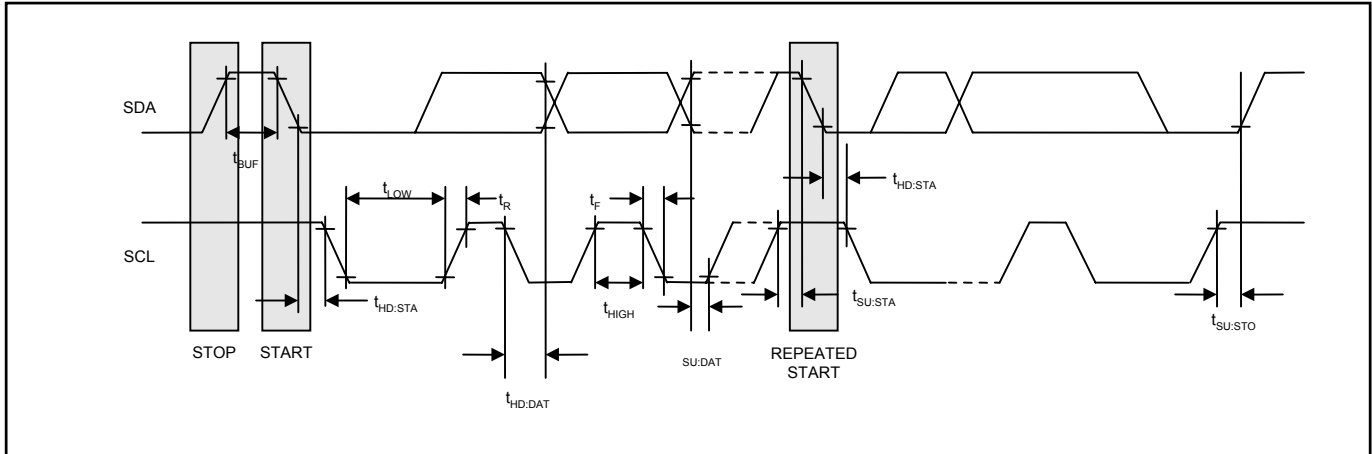 SDA
tBUF
tLOW
tR
tF
tHD:STA
SCL
tHD:STA
tHIGH
tSU:STA
tSU:STO
STOP
START
SU:DAT
REPEATED
START
tHD:DAT